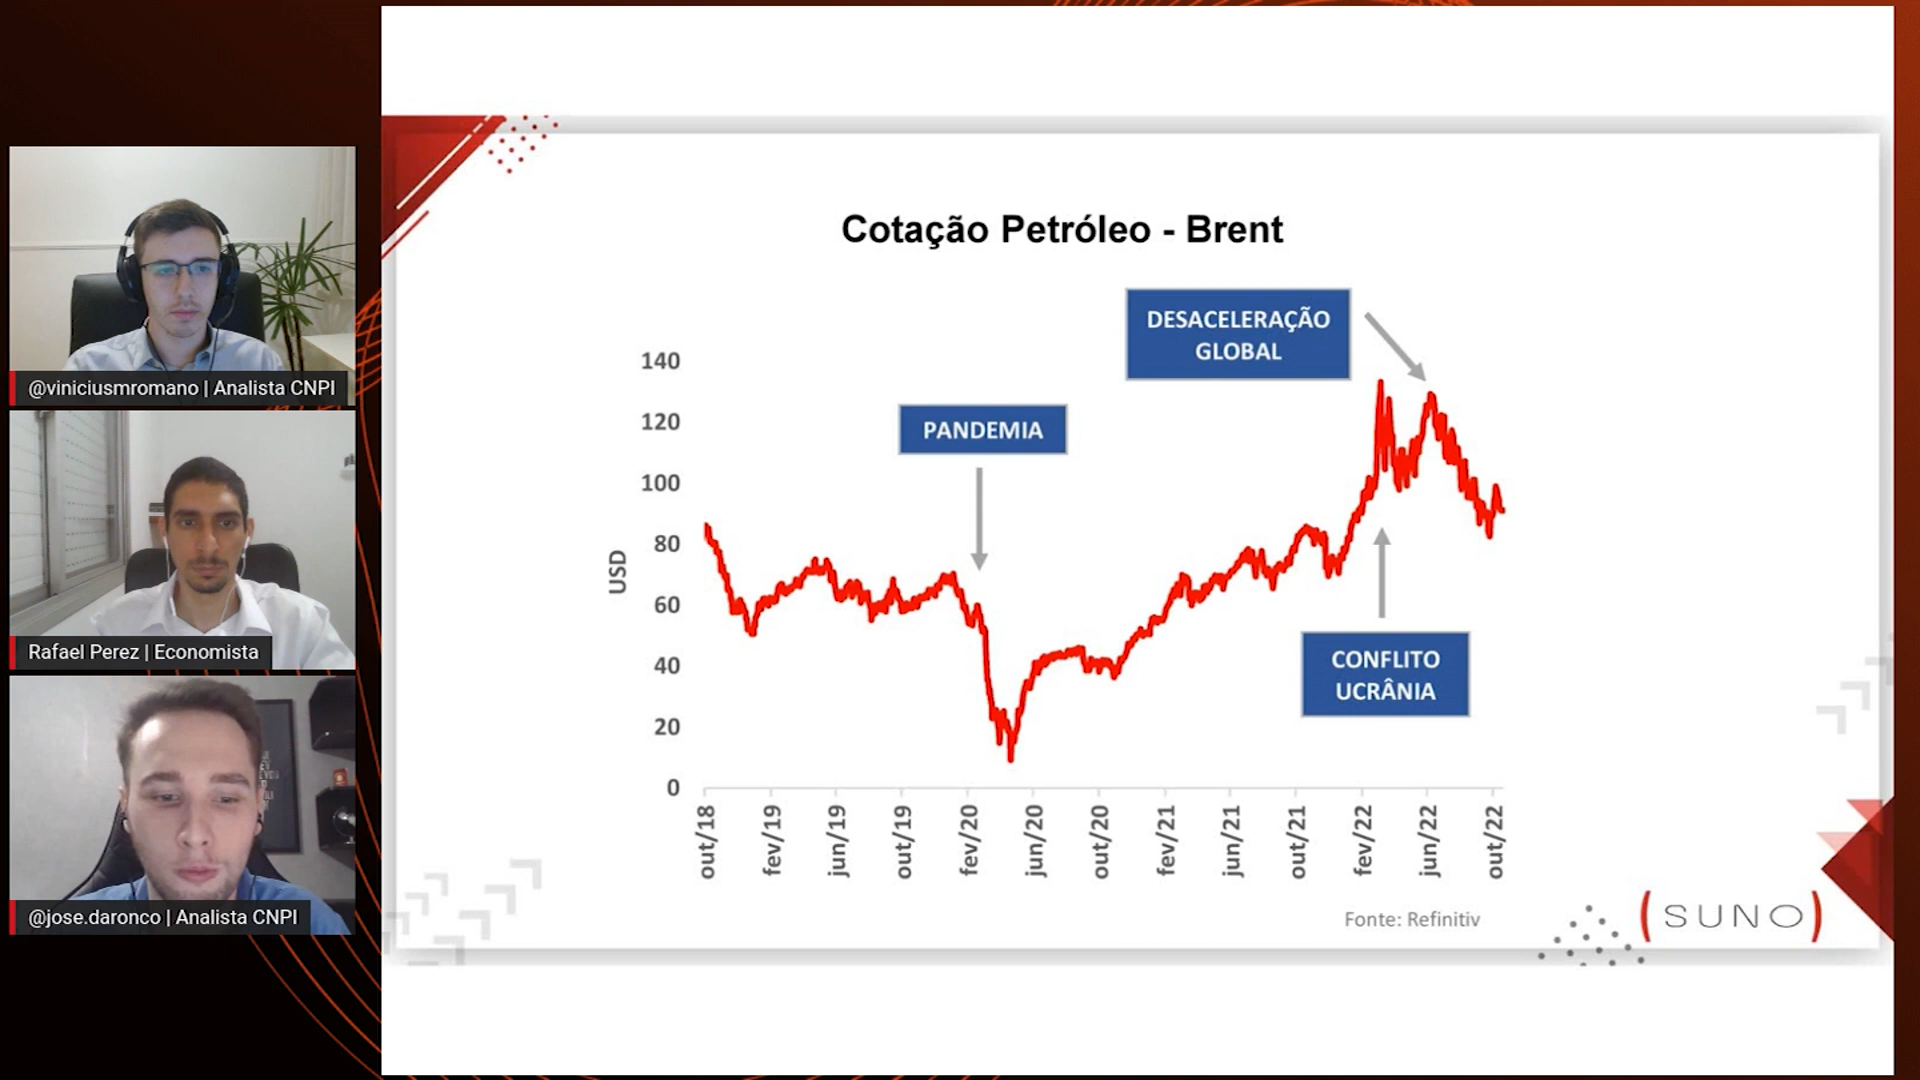 @viniciusmromano | Analista CNPI
Rafael Perez | Economista
@jose.daronco | Analista CNPI
Cotação Petróleo - Brent
DESACELERAÇÃO
GLOBAL
PANDEMIA
CONFLITO
UCRÂNIA
USD
140
120
100
80
60
40
20
0
out/18
fev/19
jun/19
out/19
fev/20
jun/20
out/20
fev/21
jun/21
out/21
fev/22
jun/22
out/22
Fonte: Refinitiv
(SUNO)